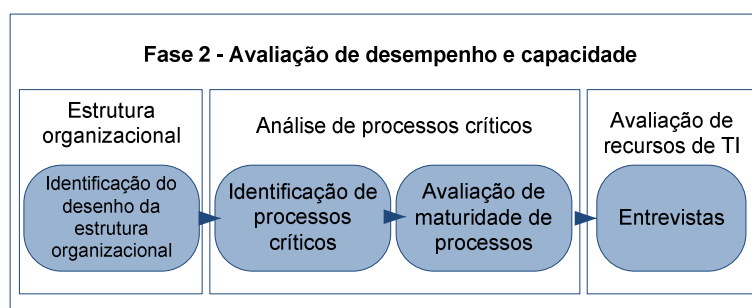 Fase 2 - Avaliação de desempenho e capacidade
Estrutura
organizacional
Identificação do
desenho da
estrutura
organizacional
Análise de processos críticos
Identificação de
processos
críticos
Avaliação de
maturidade de
processos
Avaliação de
recursos de TI
Entrevistas